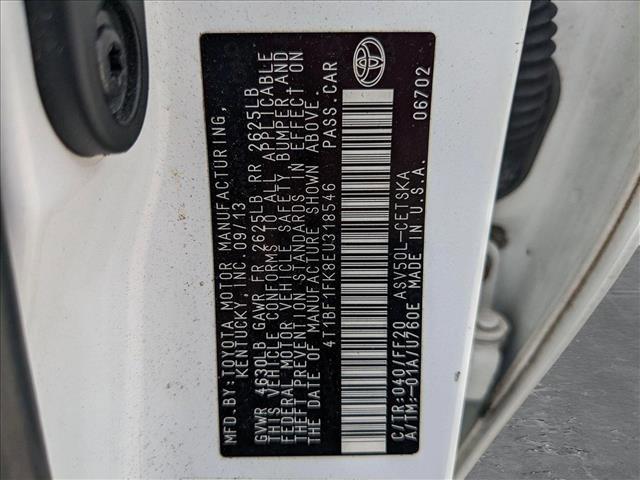 MFD. BY: TOYOTA MOTOR MANUFACTURING,
KENTUCKY, INC. 09/13
GVWR 4630LB GAWR FR 2625LB RR 2625LB
THIS VEHICLE CONFORMS TO ALL APPLICABLE
FEDERAL MOTOR VEHICLE SAFETY, BUMPER, AND
THEFT PREVENTION STANDARDS IN EFFECT ON
THE DATE OF MANUFACTURE SHOWN ABOVE.
4T1BF1FK8EU318546 PASS. CAR
C/TR: 040/FF20 ASV50L-CETSKA
A/TM: -01A/U760E MADE IN U.S.A.
06702